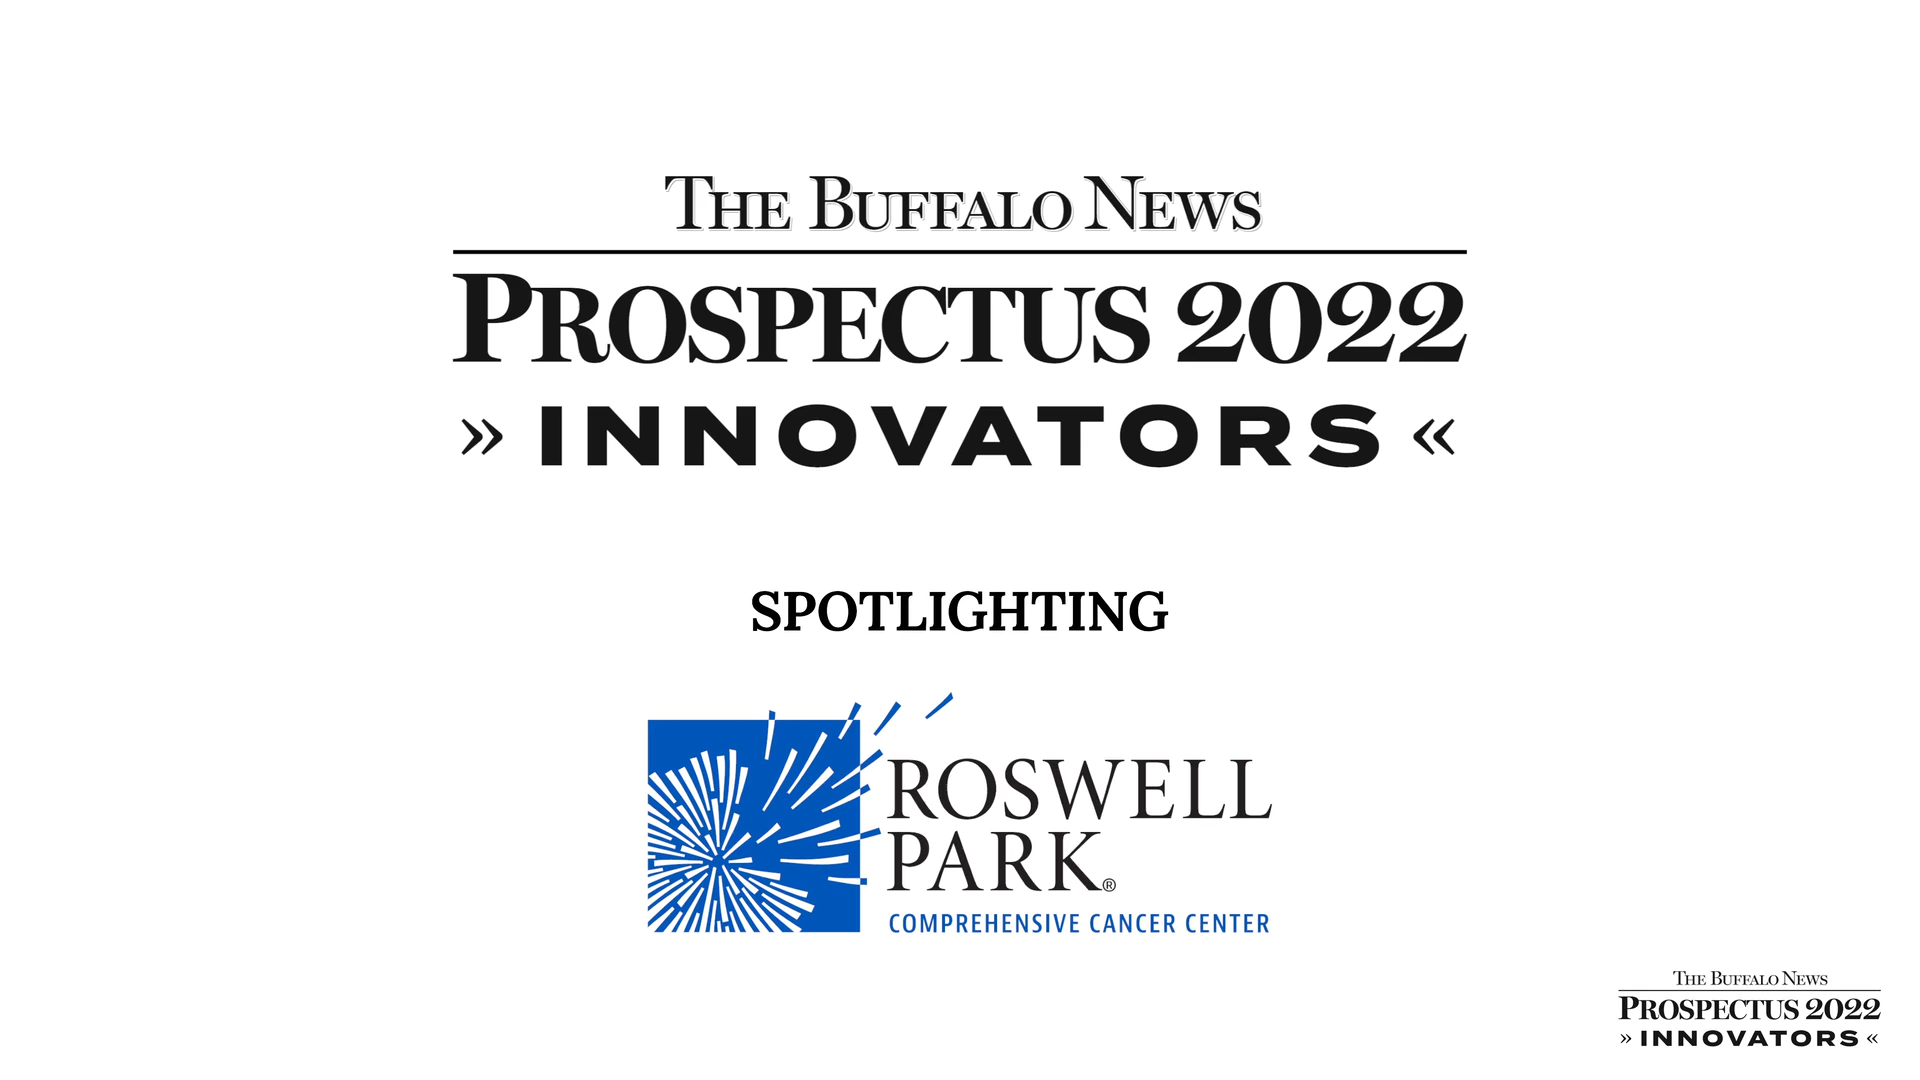 THE BUFFALO NEWS
PROSPECTUS 2022
» INNOVATORS «
SPOTLIGHTING
ROSWELL
PARK®
COMPREHENSIVE CANCER CENTER
THE BUFFALO NEWS
PROSPECTUS 2022
» INNOVATORS «